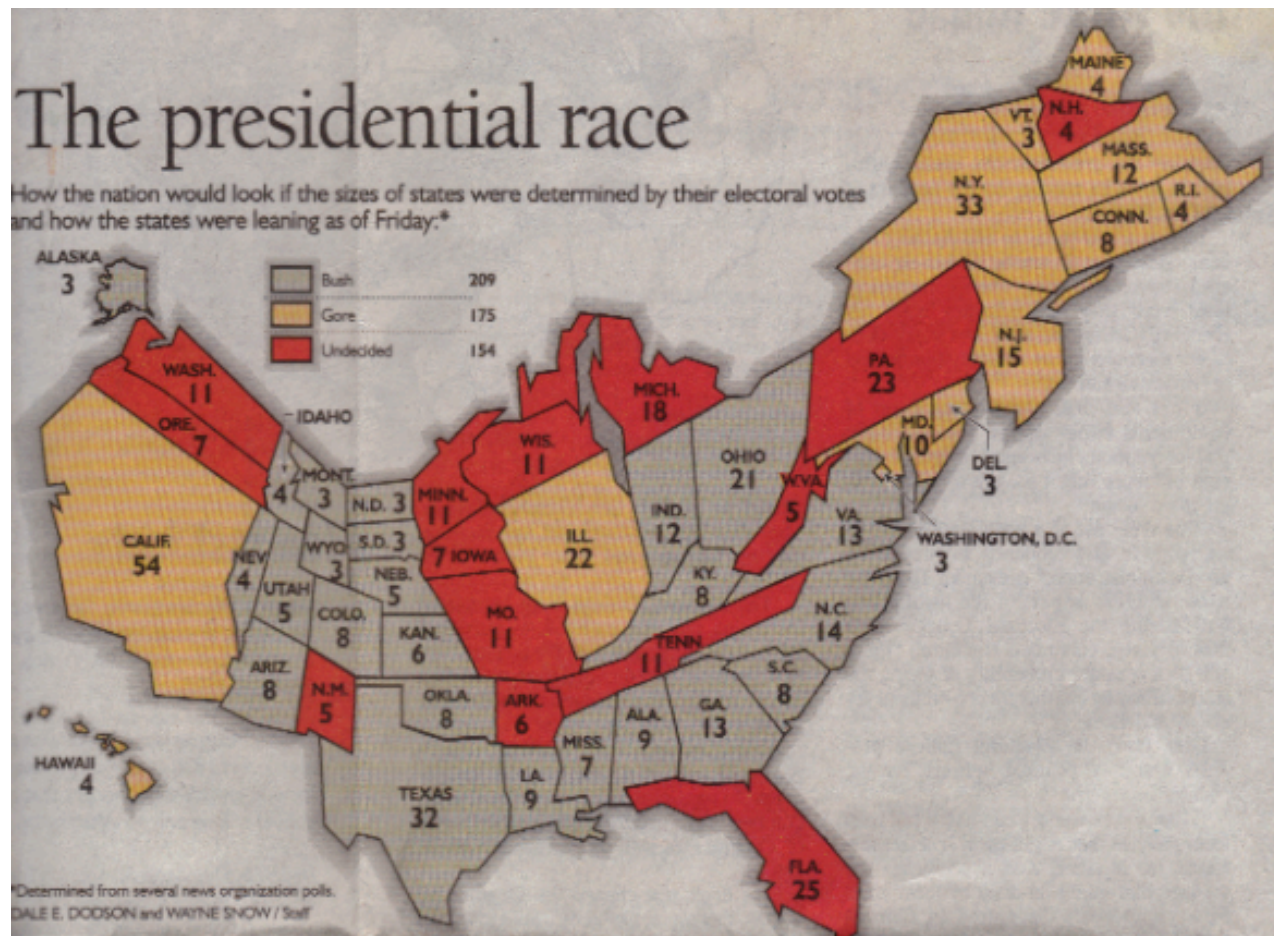 The presidential race
How the nation would look if the sizes of states were determined by their electoral votes
and how the states were leaning as of Friday:*
ALASKA
3
Bush 209
Gore 175
Undecided 154
MAINE
4
VT.
3
N.H.
4
MASS.
12
N.Y.
33
R.I.
4
CONN.
8
N.J.
15
PA.
23
MD.
10
DEL.
3
WASHINGTON, D.C.
3
WASH.
11
ORE.
7
IDAHO
4
MONT.
3
N.D. 3
S.D. 3
MINN.
11
WIS.
11
MICH.
18
OHIO
21
W.VA.
5
VA.
13
IND.
12
ILL.
22
7 IOWA
CALIF.
54
NEV.
4
UTAH
5
WYO.
3
NEB.
5
COLO.
8
KAN.
6
MO.
11
KY.
8
N.C.
14
TENN.
11
S.C.
8
ARIZ.
8
N.M.
5
OKLA.
8
ARK.
6
MISS.
7
ALA.
9
GA.
13
LA.
9
TEXAS
32
HAWAII
4
FLA.
25
*Determined from several news organization polls.
DALE E. DODSON and WAYNE SNOW / Staff